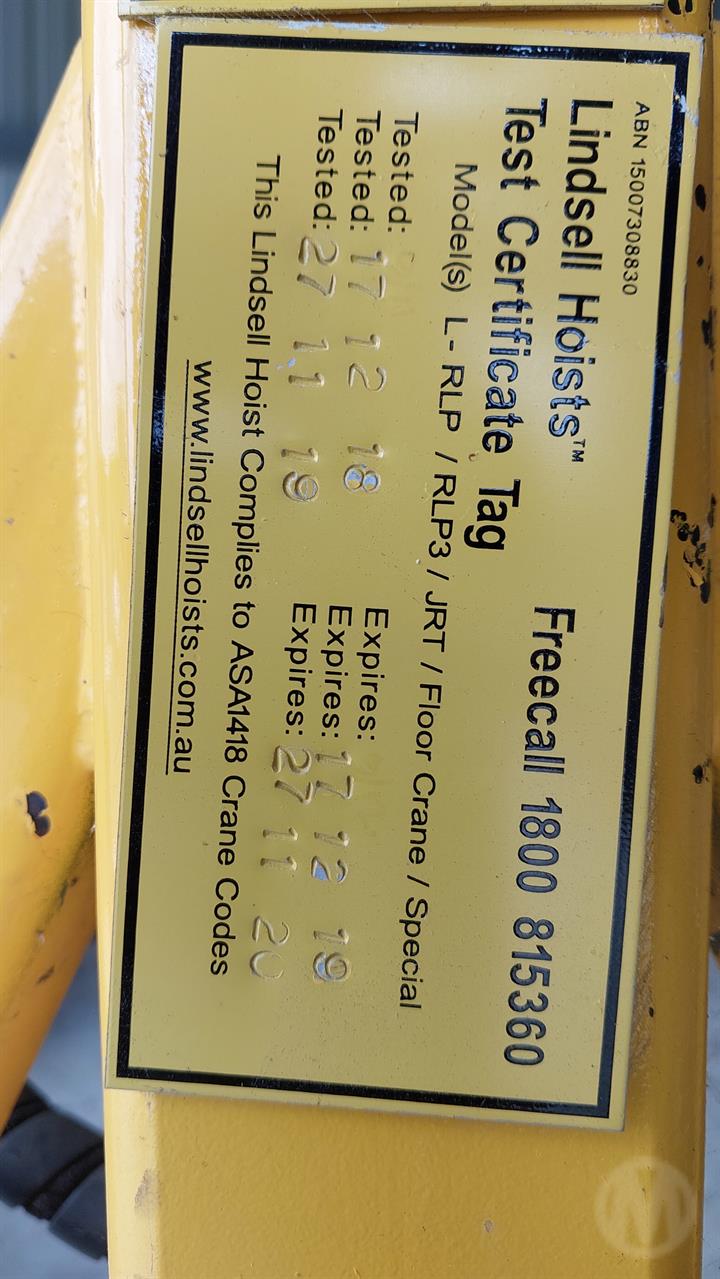 ABN 15007308830
Lindsell Hoists™ Freecall 1800 815360
Test Certificate Tag
Model(s) L- RLP / RLP3 / JRT / Floor Crane / Special
Tested: Expires:
Tested: 17 12 18 Expires: 17 12 19
Tested: 27 11 19 Expires: 27 11 20
This Lindsell Hoist Complies to ASA1418 Crane Codes
www.lindsellhoists.com.au
M